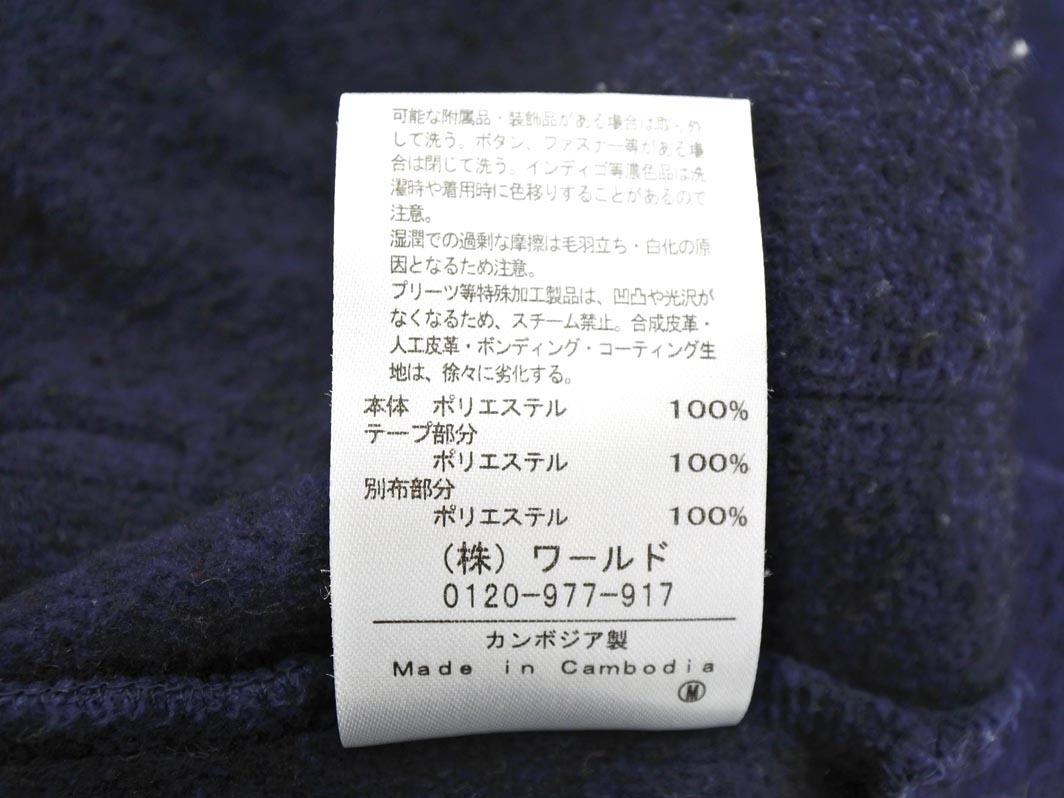 可能な附属品・装飾品がある場合は取り外
して洗う。ボタン、ファスナー等がある場
合は閉じて洗う。インディゴ等濃色品は洗
濯時や着用時に色移りすることがあるので
注意。
湿潤での過剰な摩擦は毛羽立ち・白化の原
因となるため注意。
プリーツ等特殊加工製品は、凹凸や光沢が
なくなるため、スチーム禁止。合成皮革・
人工皮革・ボンディング・コーティング生
地は、徐々に劣化する。
本体 ポリエステル 100%
テープ部分
ポリエステル 100%
別布部分
ポリエステル 100%
(株) ワールド
0120-977-917
カンボジア製
Made in Cambodia
M